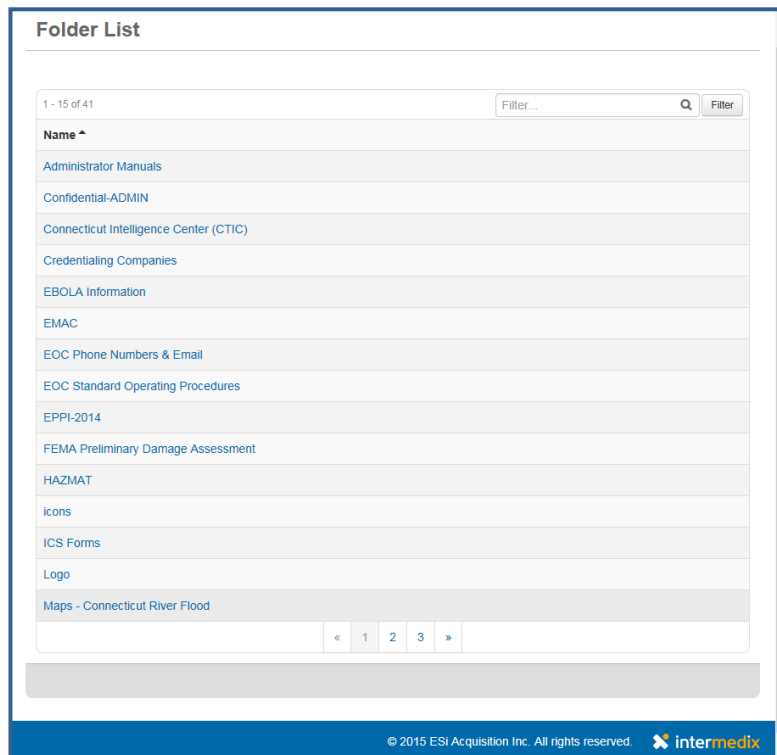 Folder List
1 - 15 of 41 Filter... Filter
Name
Administrator Manuals
Confidential-ADMIN
Connecticut Intelligence Center (CTIC)
Credentialing Companies
EBOLA Information
EMAC
EOC Phone Numbers & Email
EOC Standard Operating Procedures
EPPI-2014
FEMA Preliminary Damage Assessment
HAZMAT
icons
ICS Forms
Logo
Maps - Connecticut River Flood
« 1 2 3 »
© 2015 ESi Acquisition Inc. All rights reserved. intermedix